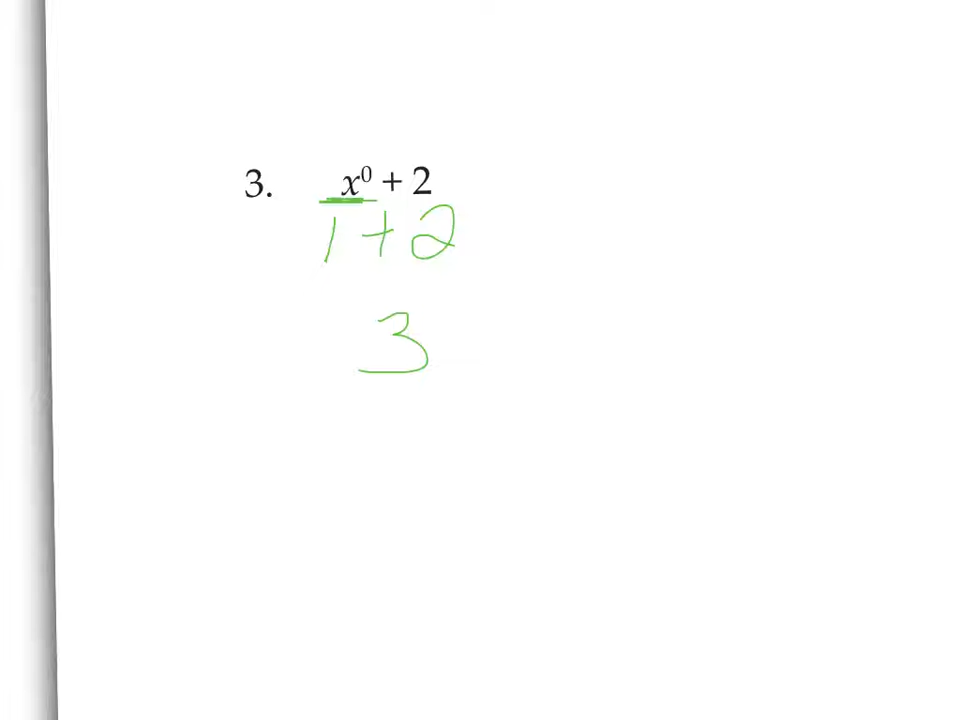 3. x⁰ + 2
1 + 2
3